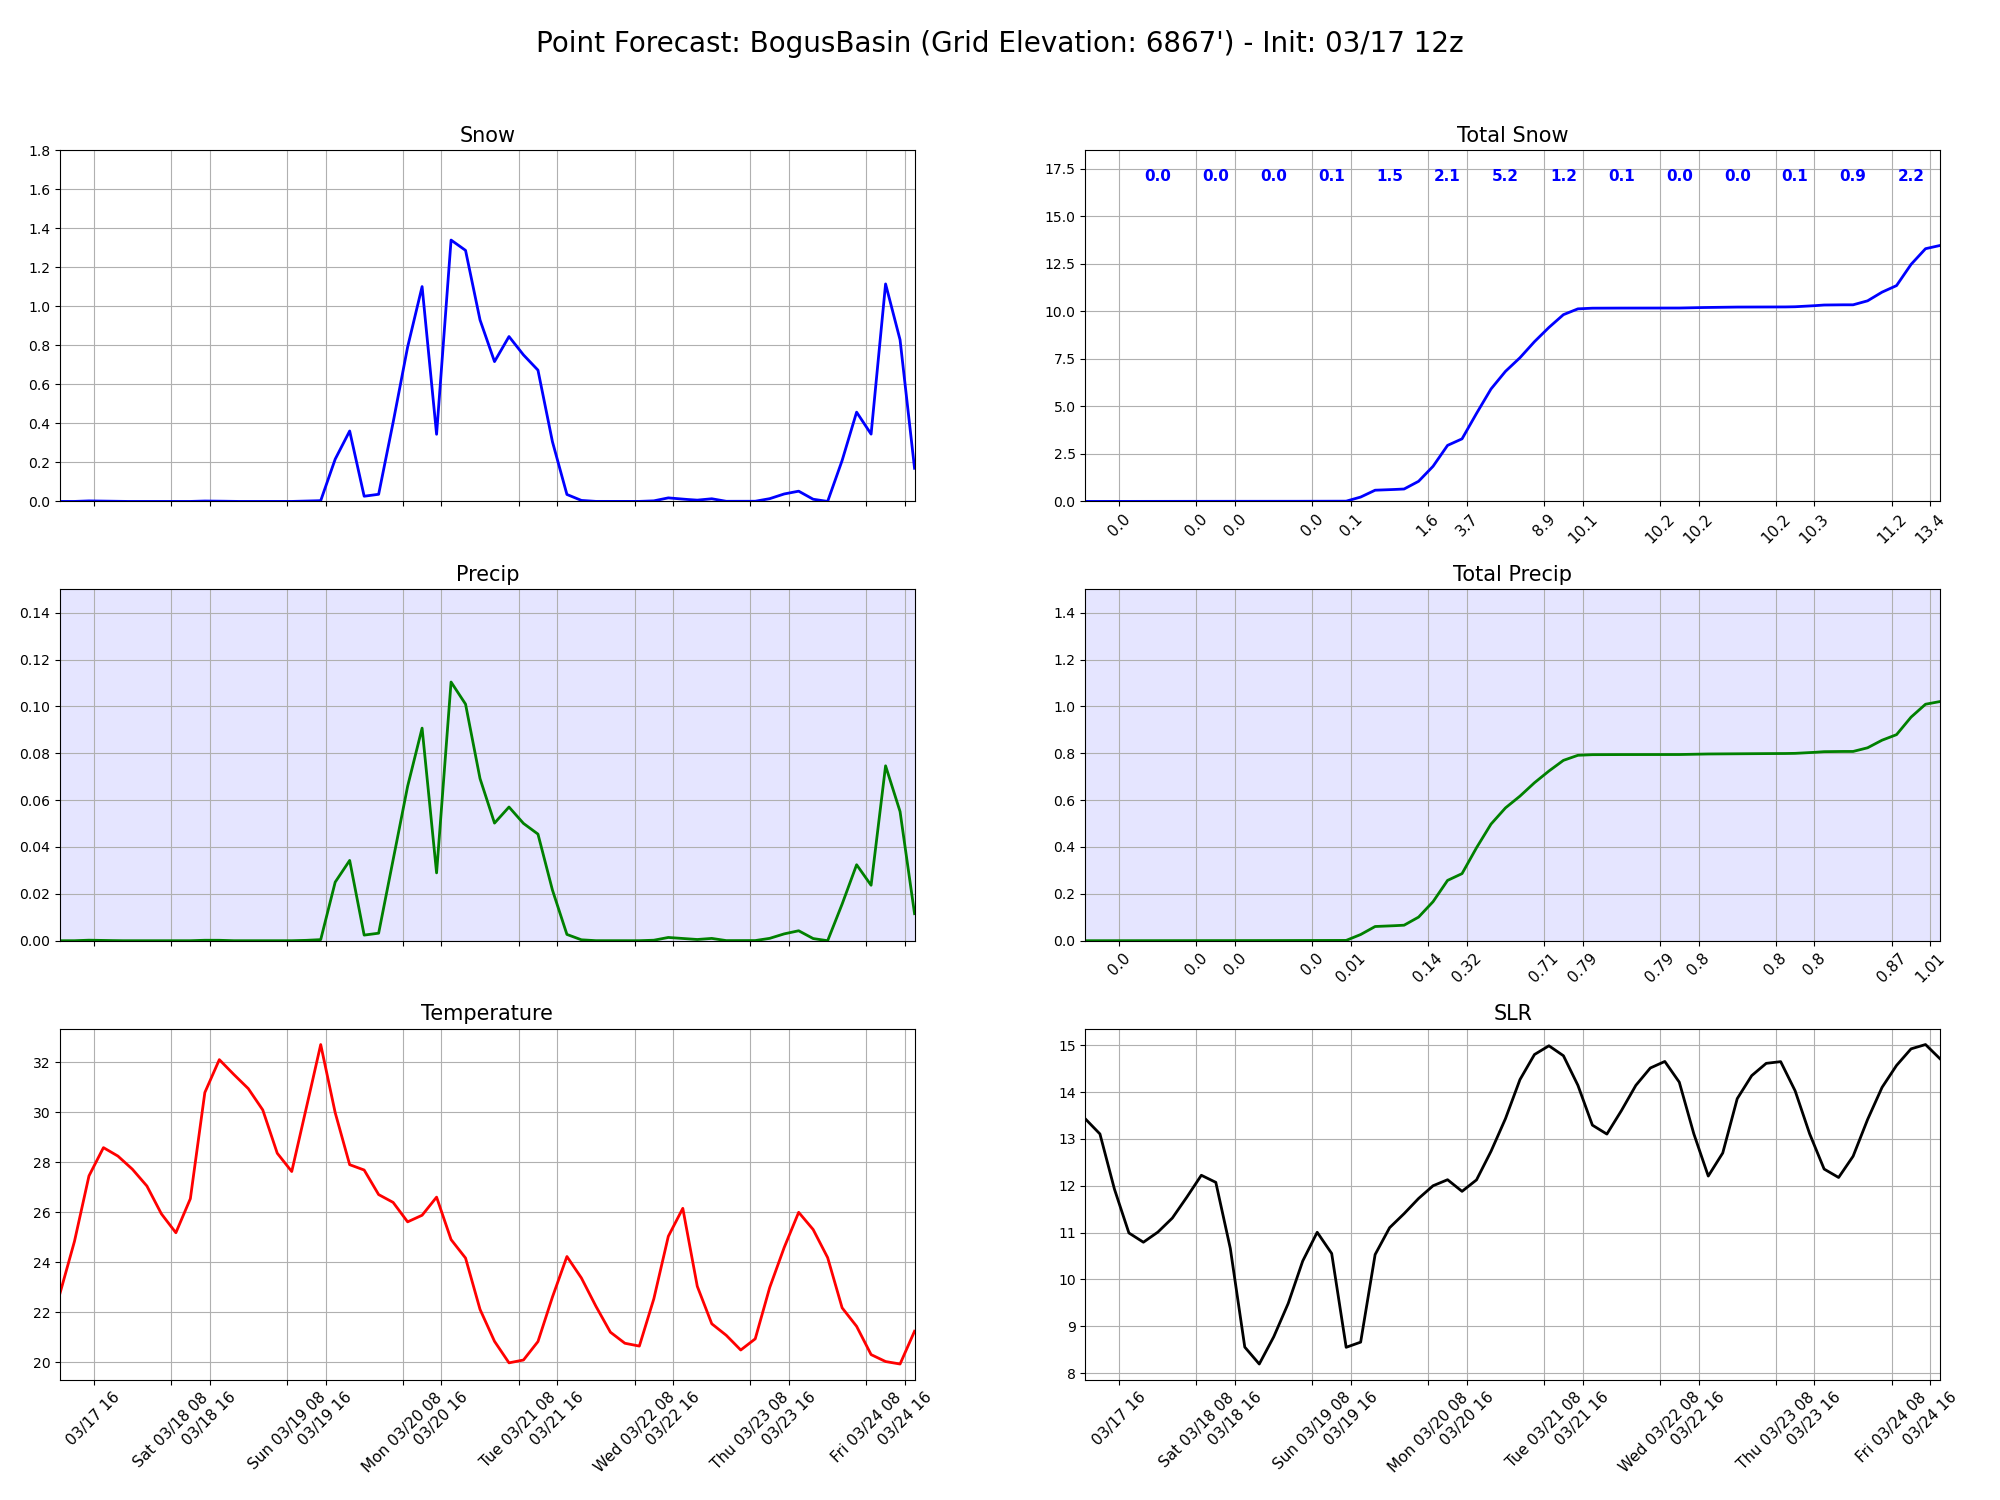 Point Forecast: BogusBasin (Grid Elevation: 6867') - Init: 03/17 12z
Snow
1.8
1.6
1.4
1.2
1.0
0.8
0.6
0.4
0.2
0.0
Total Snow
17.5
15.0
12.5
10.0
7.5
5.0
2.5
0.0
0.0 0.0 0.0 0.1 1.5 2.1 5.2 1.2 0.1 0.0 0.0 0.1 0.9 2.2
0.0 0.0 0.0 0.0 0.1 1.6 3.7 8.9 10.1 10.2 10.2 10.2 10.3 11.2 13.4
Precip
0.14
0.12
0.10
0.08
0.06
0.04
0.02
0.00
Total Precip
1.4
1.2
1.0
0.8
0.6
0.4
0.2
0.0
0.0 0.0 0.0 0.0 0.01 0.14 0.32 0.71 0.79 0.79 0.8 0.8 0.8 0.87 1.01
Temperature
32
30
28
26
24
22
20
03/17 16
Sat 03/18 08
03/18 16
Sun 03/19 08
03/19 16
Mon 03/20 08
03/20 16
Tue 03/21 08
03/21 16
Wed 03/22 08
03/22 16
Thu 03/23 08
03/23 16
Fri 03/24 08
03/24 16
SLR
15
14
13
12
11
10
9
8
03/17 16
Sat 03/18 08
03/18 16
Sun 03/19 08
03/19 16
Mon 03/20 08
03/20 16
Tue 03/21 08
03/21 16
Wed 03/22 08
03/22 16
Thu 03/23 08
03/23 16
Fri 03/24 08
03/24 16